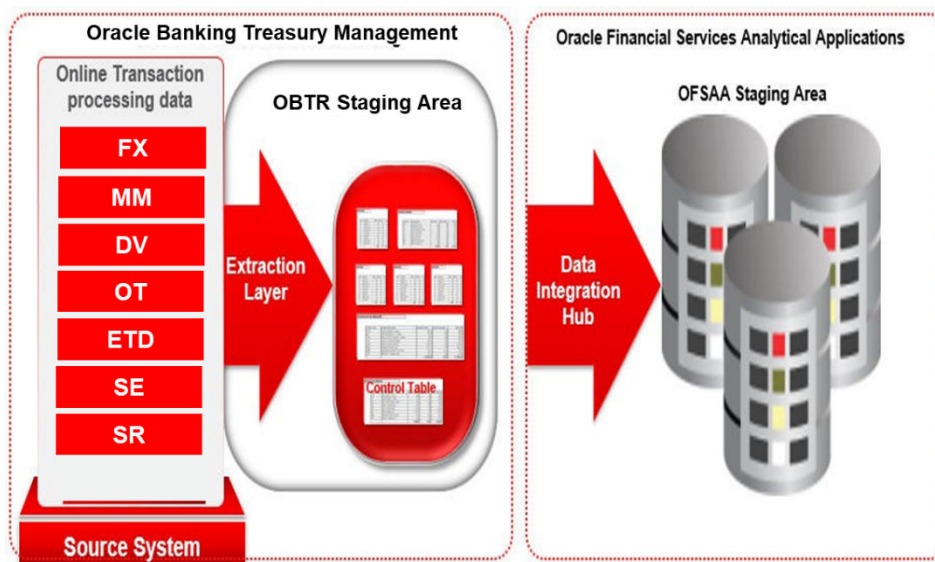 Oracle Banking Treasury Management
Online Transaction
processing data
FX
MM
DV
OT
ETD
SE
SR
Source System
Extraction
Layer
OBTR Staging Area
Control Table
Oracle Financial Services Analytical Applications
OFSAA Staging Area
Data
Integration
Hub